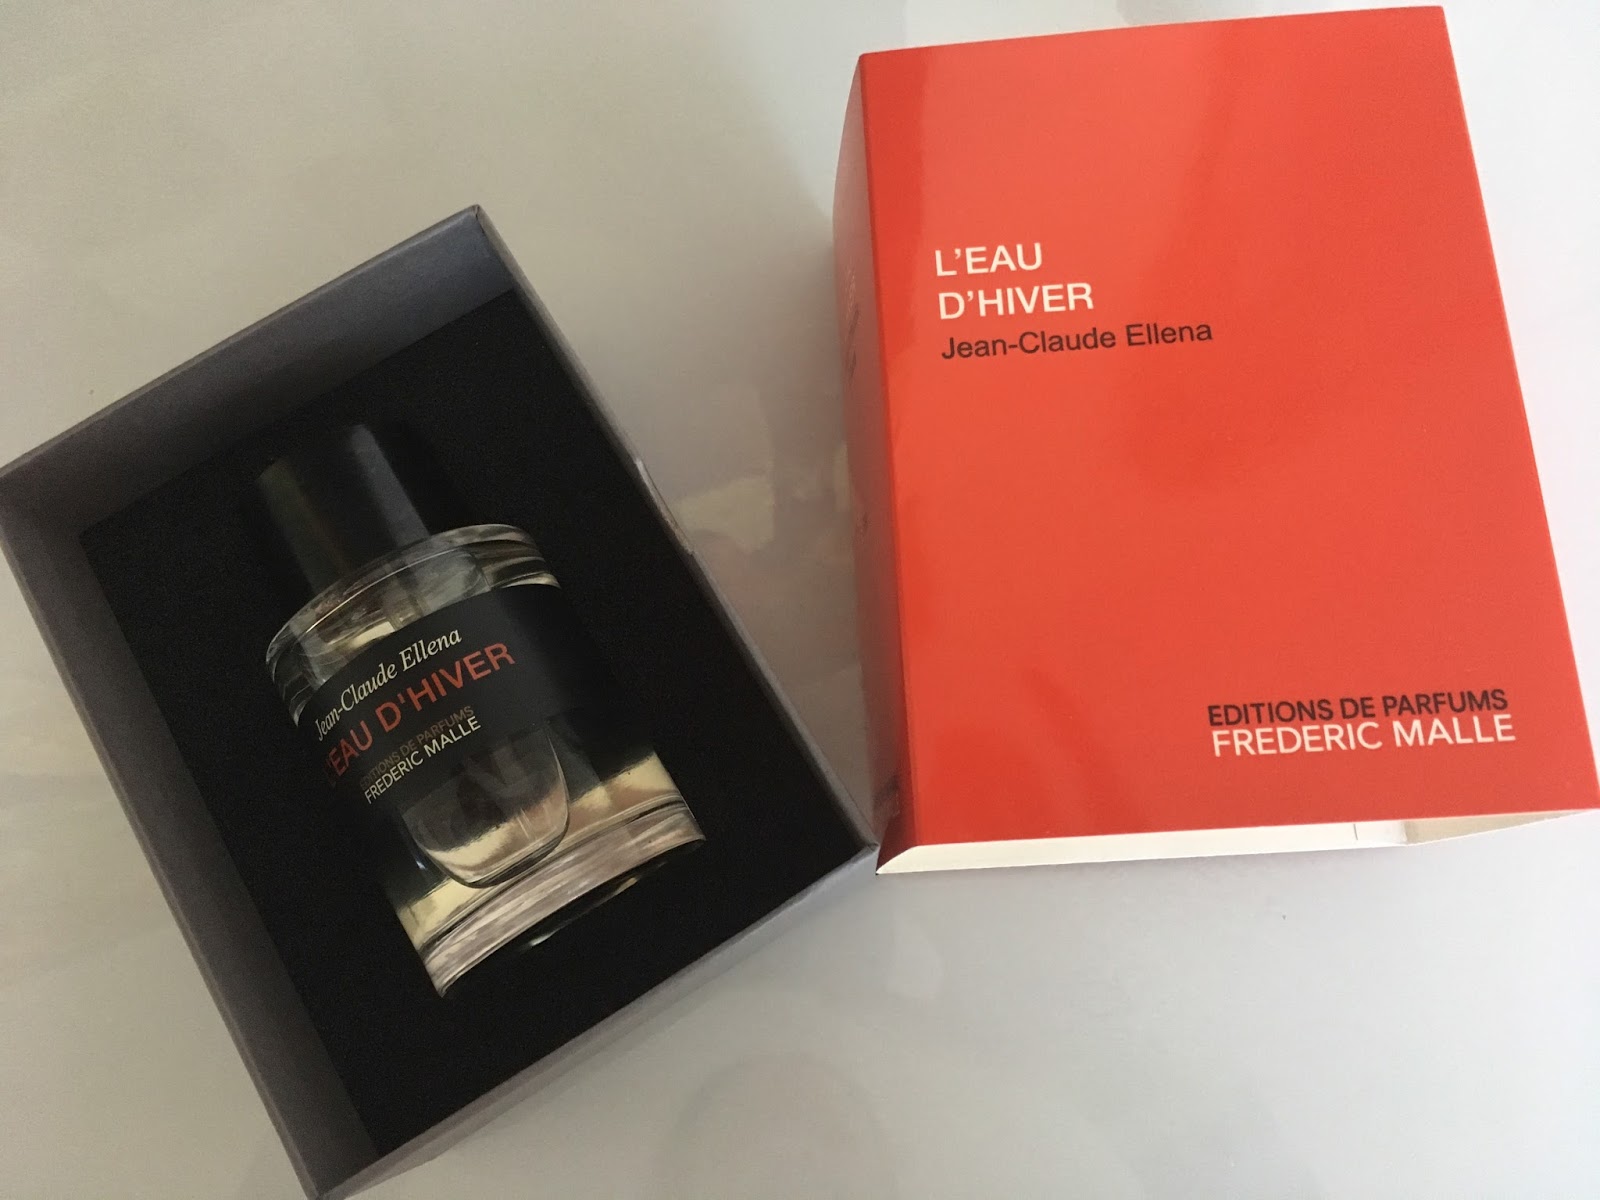 Jean-Claude Ellena
L'EAU D'HIVER
EDITIONS DE PARFUMS
FREDERIC MALLE
L'EAU
D'HIVER
Jean-Claude Ellena
EDITIONS DE PARFUMS
FREDERIC MALLE